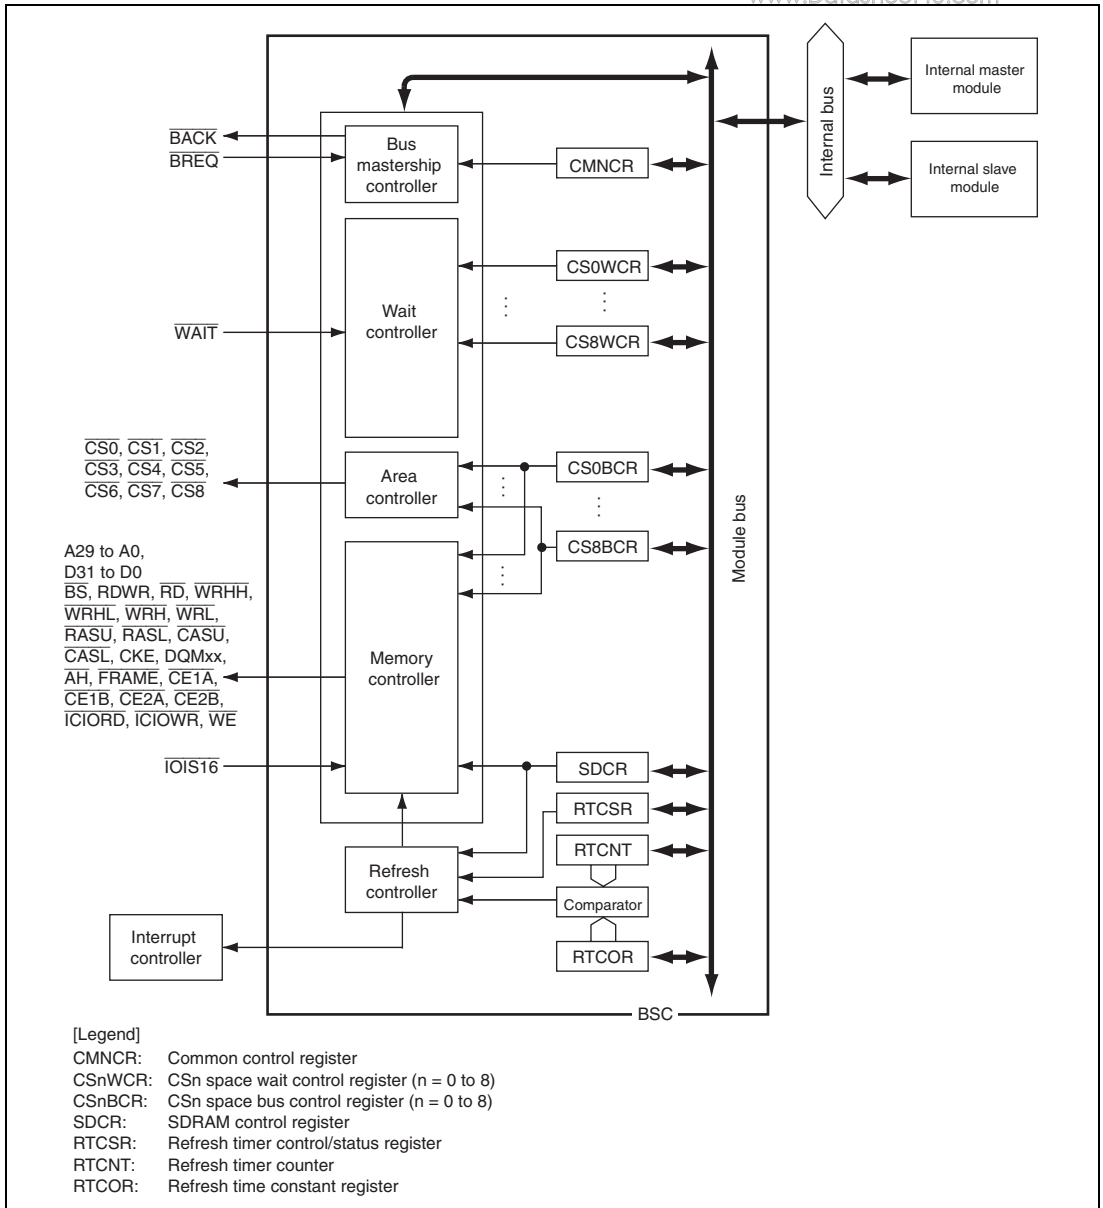 BACK
BREQ
Bus
mastership
controller
CMNCR
Internal bus
Internal master
module
Internal slave
module
WAIT
Wait
controller
CS0WCR
CS8WCR
CS0, CS1, CS2,
CS3, CS4, CS5,
CS6, CS7, CS8
Area
controller
CS0BCR
CS8BCR
Module bus
A29 to A0,
D31 to D0
BS, RDWR, RD, WRHH,
WRHL, WRH, WRL,
RASU, RASL, CASU,
CASL, CKE, DQMxx,
AH, FRAME, CE1A,
CE1B, CE2A, CE2B,
ICIORD, ICIOWR, WE
Memory
controller
IOIS16
SDCR
RTCSR
RTCNT
Refresh
controller
Comparator
RTCOR
Interrupt
controller
BSC
[Legend]
CMNCR: Common control register
CSnWCR: CSn space wait control register (n = 0 to 8)
CSnBCR: CSn space bus control register (n = 0 to 8)
SDCR: SDRAM control register
RTCSR: Refresh timer control/status register
RTCNT: Refresh timer counter
RTCOR: Refresh time constant register